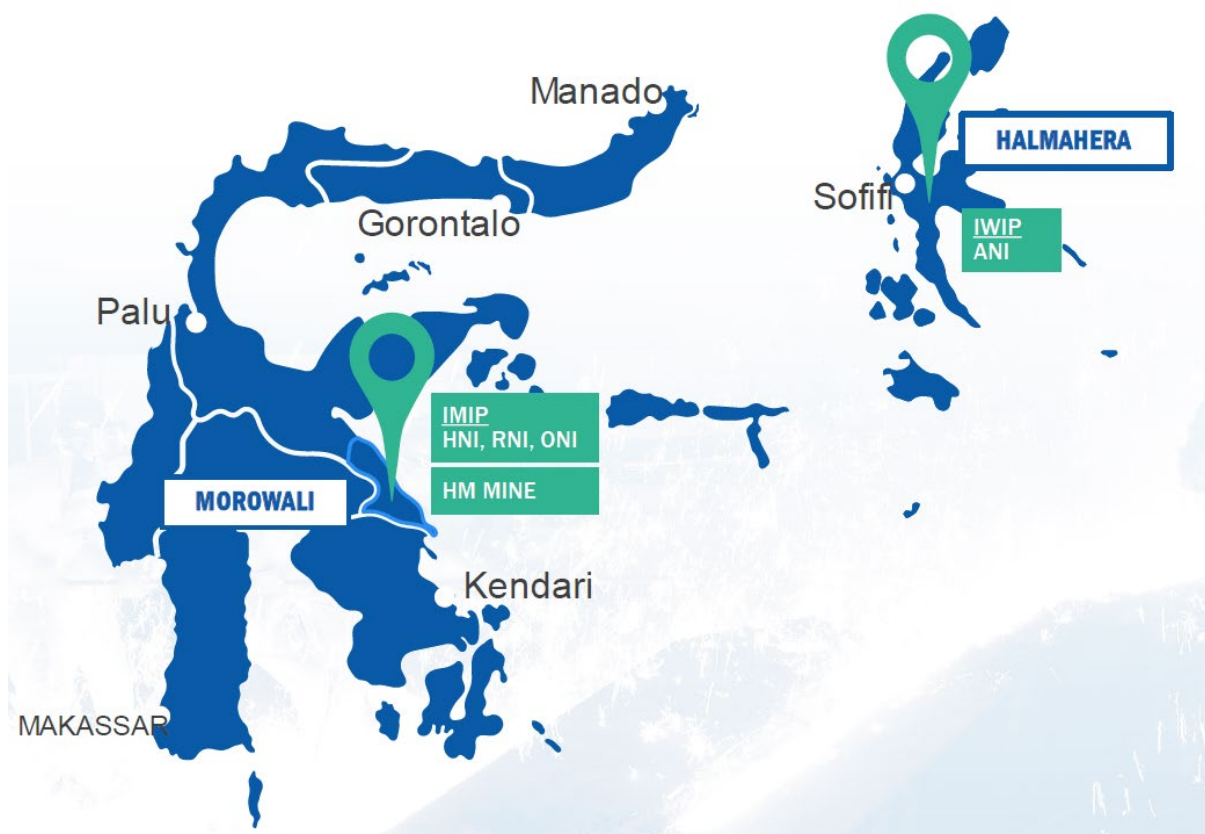 Manado
HALMAHERA
Sofifi
Gorontalo
IWIP
ANI
Palu
IMIP
HNI, RNI, ONI
HM MINE
MOROWALI
Kendari
MAKASSAR